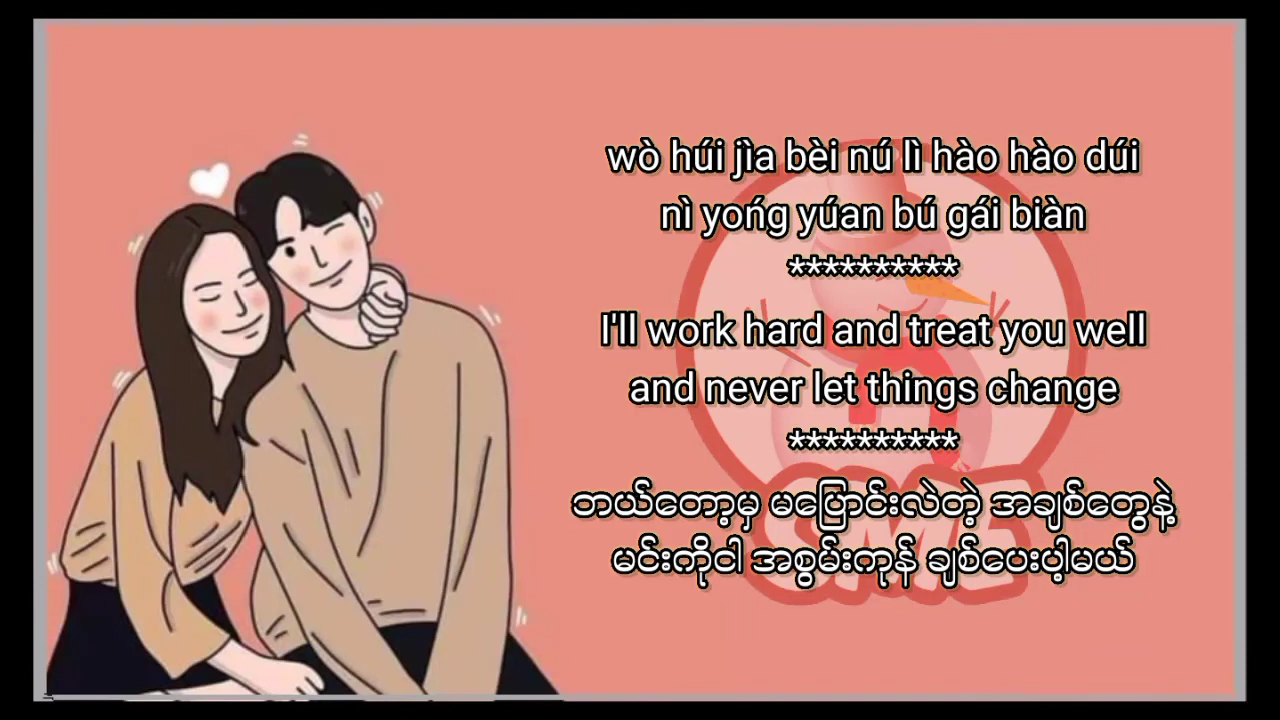 wò húi jìa bèi nú lì hào hào dúi
nì yońg yúan bú gái biàn
**********
I'll work hard and treat you well
and never let things change
**********
ဘယ်တော့မှ မပြောင်းလဲတဲ့ အချစ်တွေနဲ့
မင်းကိုငါ အစွမ်းကုန် ချစ်ပေးပါ့မယ်
SME